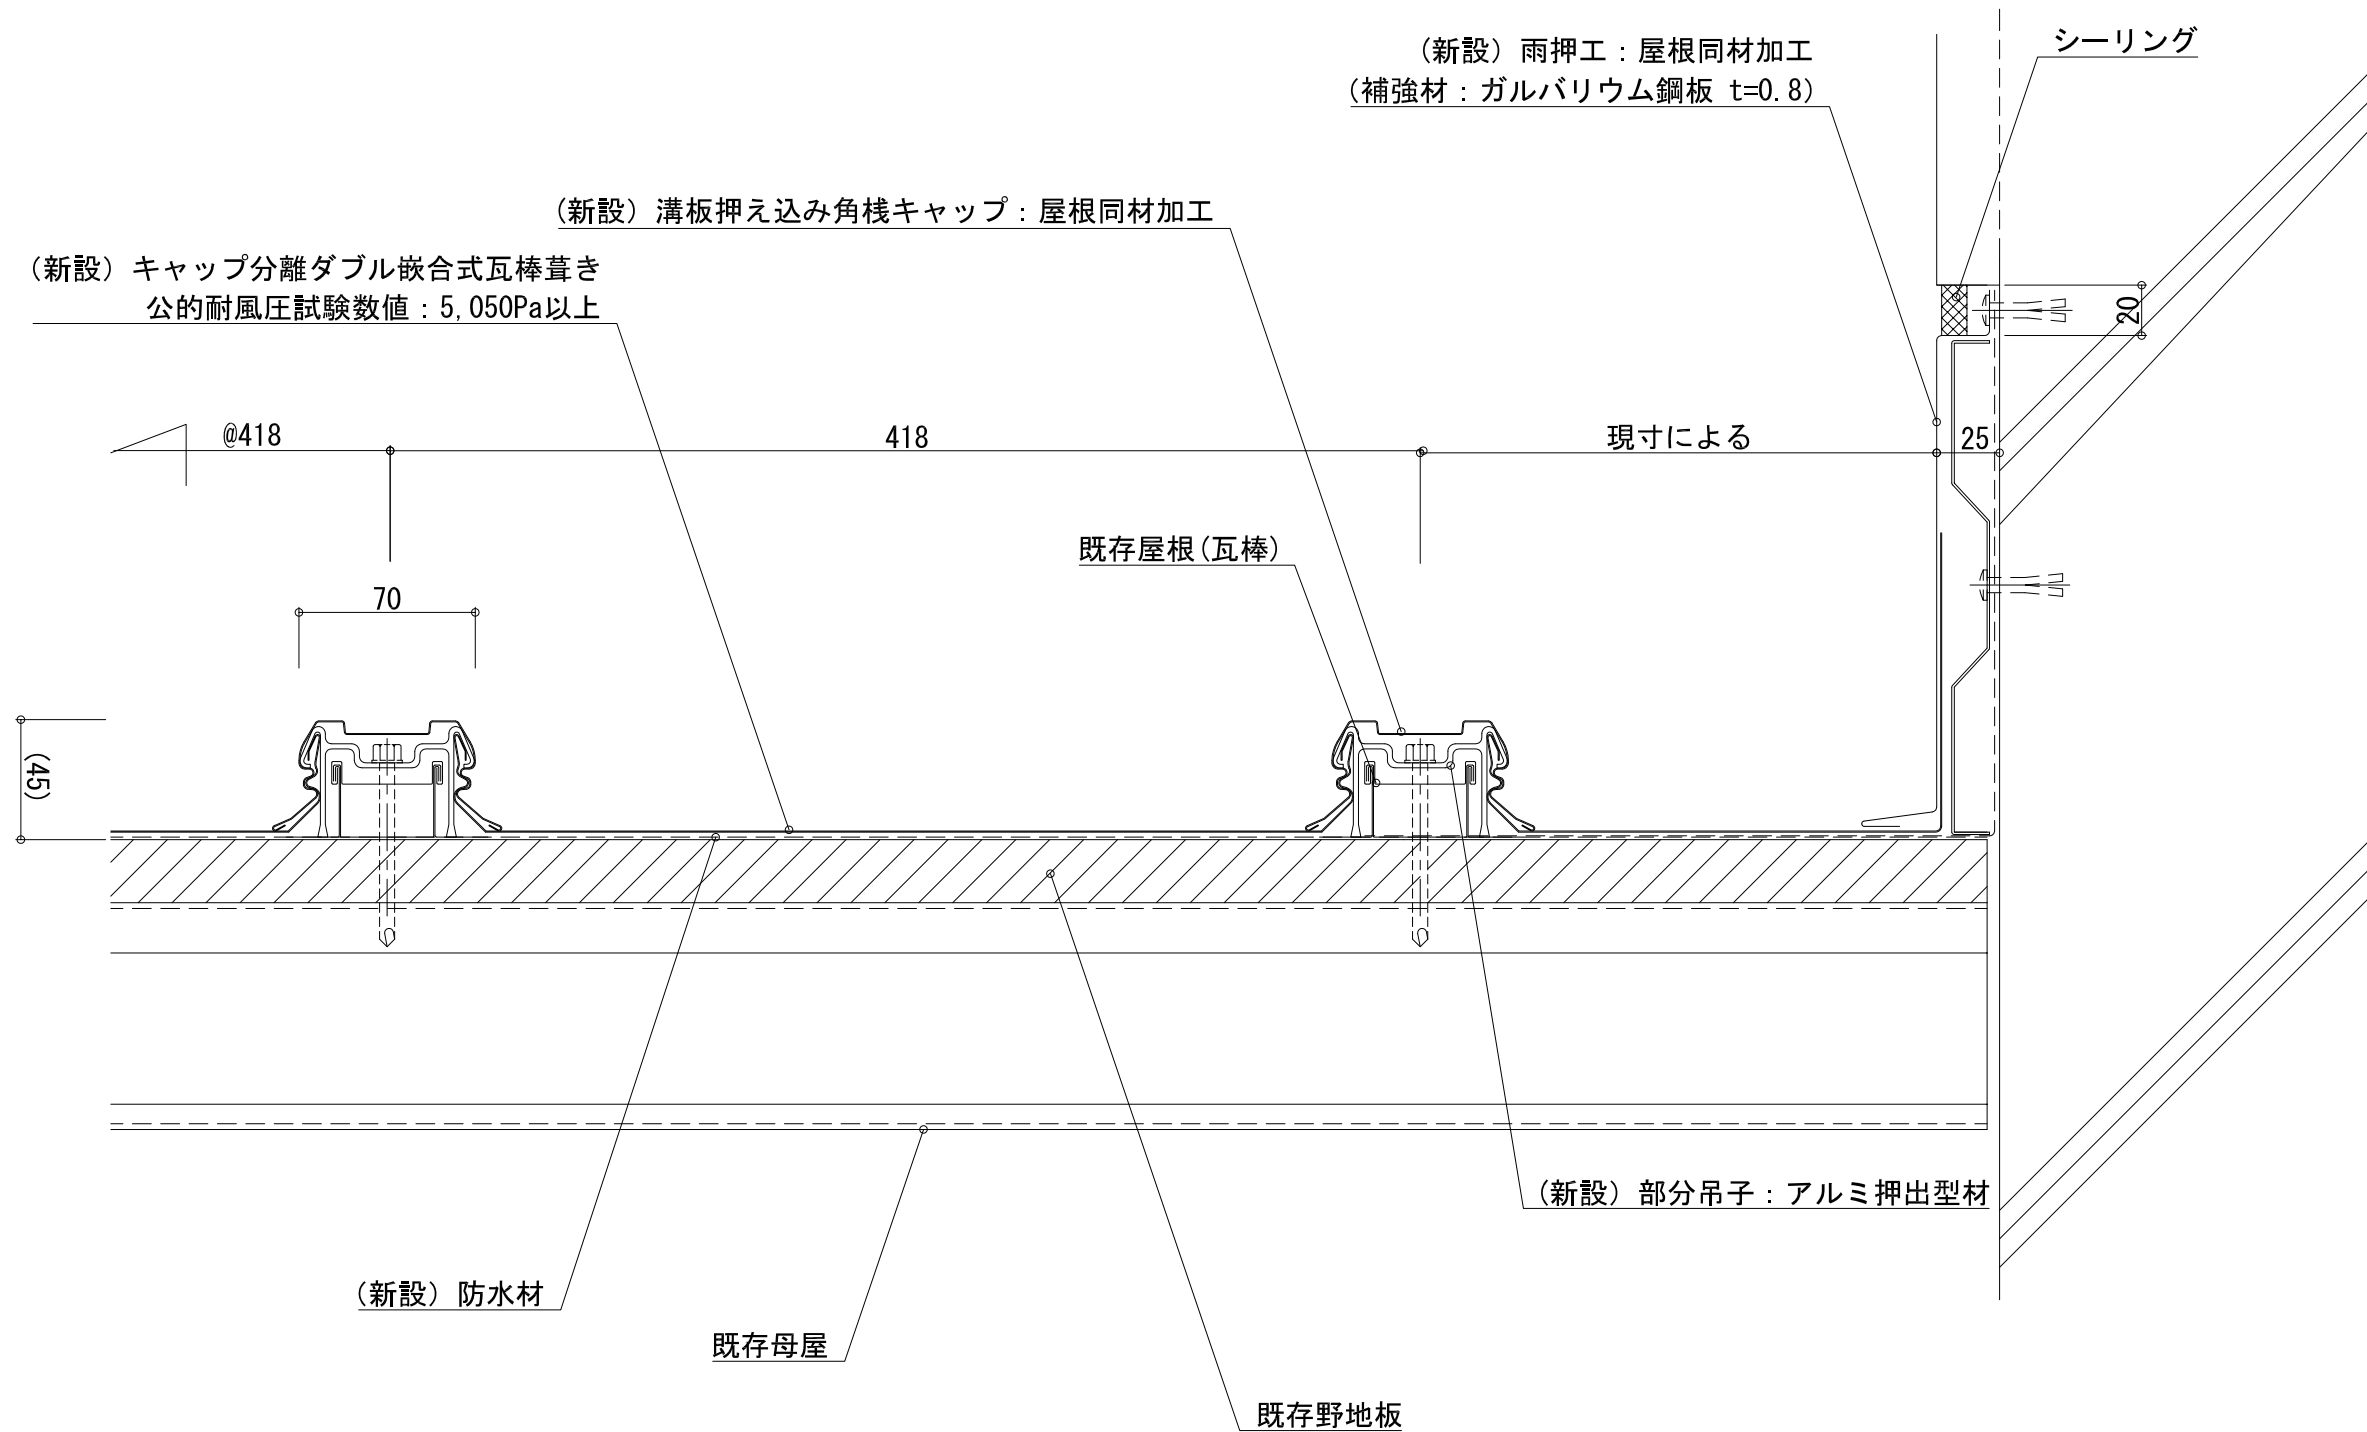 シーリング
(新設) 雨押工：屋根同材加工
(補強材：ガルバリウム鋼板 t=0.8)
(新設) 溝板押え込み角桟キャップ：屋根同材加工
(新設) キャップ分離ダブル嵌合式瓦棒葺き
公的耐風圧試験数値：5,050Pa以上
20
@418
418
現寸による
25
既存屋根(瓦棒)
70
(45)
(新設) 部分吊子：アルミ押出型材
(新設) 防水材
既存母屋
既存野地板